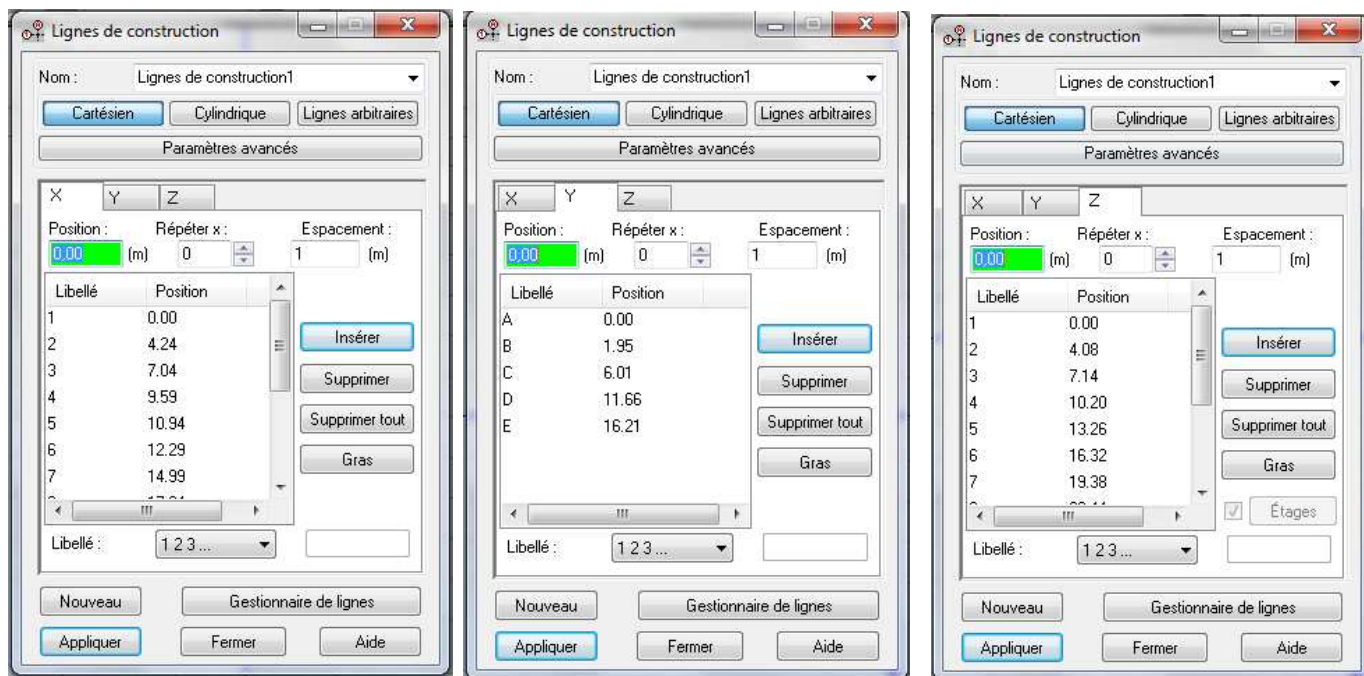 Lignes de construction
Nom : Lignes de construction1
Cartésien Cylindrique Lignes arbitraires
Paramètres avancés
X Y Z
Position : Répéter x : Espacement :
0,00 (m) 0 1 (m)
Libellé Position
1 0.00
2 4.24
3 7.04
4 9.59
5 10.94
6 12.29
7 14.99
Insérer
Supprimer
Supprimer tout
Gras
Libellé : 1 2 3 ...
Nouveau Gestionnaire de lignes
Appliquer Fermer Aide
Lignes de construction
Nom : Lignes de construction1
Cartésien Cylindrique Lignes arbitraires
Paramètres avancés
X Y Z
Position : Répéter x : Espacement :
0,00 (m) 0 1 (m)
Libellé Position
A 0.00
B 1.95
C 6.01
D 11.66
E 16.21
Insérer
Supprimer
Supprimer tout
Gras
Libellé : 1 2 3 ...
Nouveau Gestionnaire de lignes
Appliquer Fermer Aide
Lignes de construction
Nom : Lignes de construction1
Cartésien Cylindrique Lignes arbitraires
Paramètres avancés
X Y Z
Position : Répéter x : Espacement :
0,00 (m) 0 1 (m)
Libellé Position
1 0.00
2 4.08
3 7.14
4 10.20
5 13.26
6 16.32
7 19.38
Insérer
Supprimer
Supprimer tout
Gras
Étages
Libellé : 1 2 3 ...
Nouveau Gestionnaire de lignes
Appliquer Fermer Aide